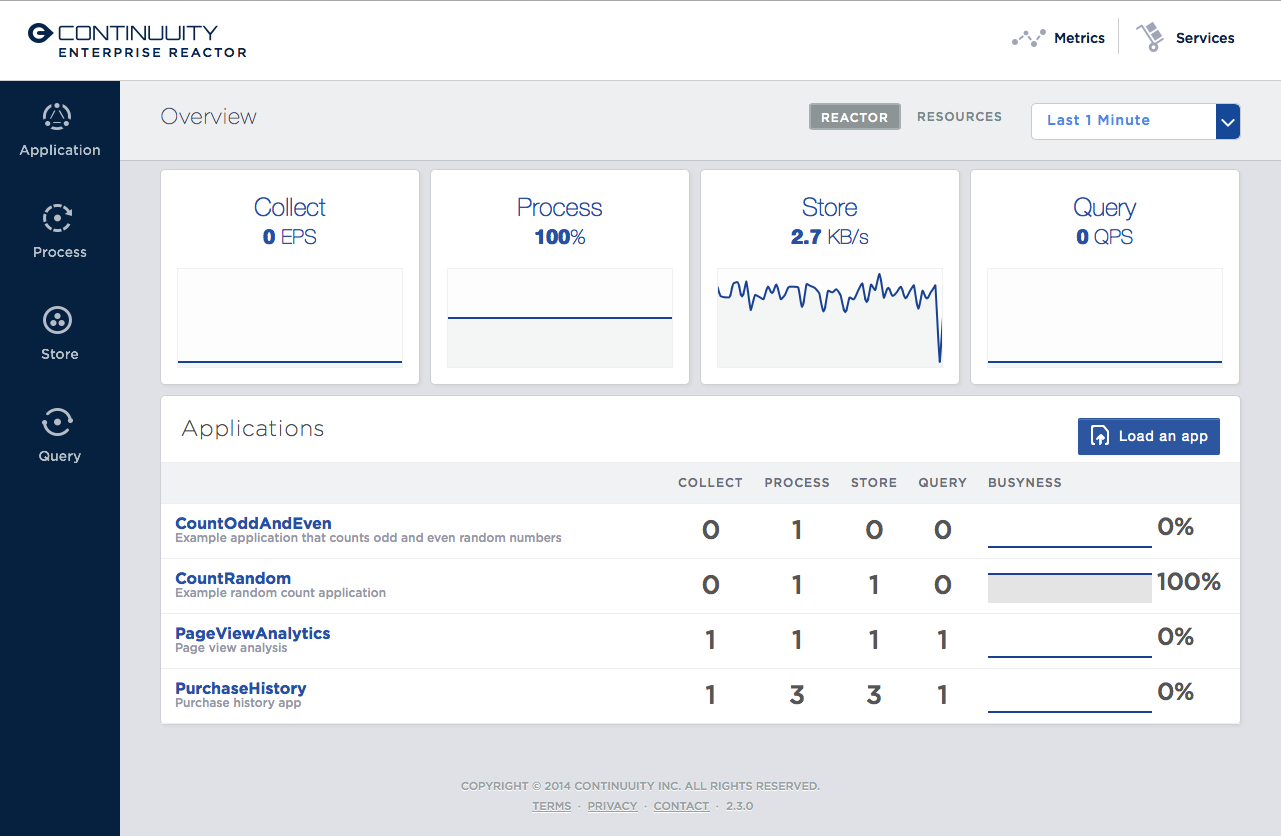 CONTINUUITY
ENTERPRISE REACTOR
Metrics
Services
Application
Process
Store
Query
Overview
REACTOR
RESOURCES
Last 1 Minute
Collect
0 EPS
Process
100%
Store
2.7 KB/s
Query
0 QPS
Applications
Load an app
COLLECT PROCESS STORE QUERY BUSYNESS
CountOddAndEven
Example application that counts odd and even random numbers
0 1 0 0 0%
CountRandom
Example random count application
0 1 1 0 100%
PageViewAnalytics
Page view analysis
1 1 1 1 0%
PurchaseHistory
Purchase history app
1 3 3 1 0%
COPYRIGHT © 2014 CONTINUUITY INC. ALL RIGHTS RESERVED.
TERMS · PRIVACY · CONTACT · 2.3.0